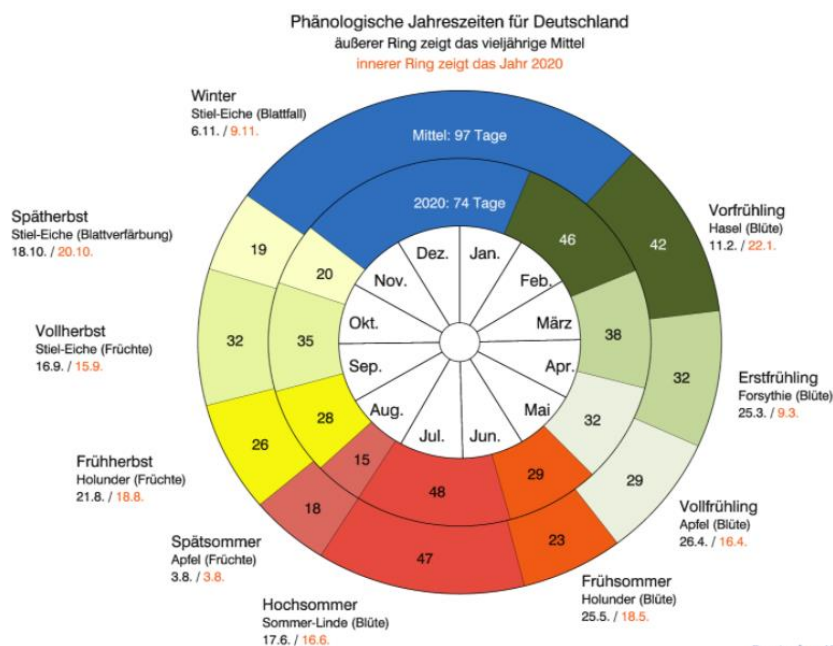 Phänologische Jahreszeiten für Deutschland
äußerer Ring zeigt das vieljährige Mittel
innerer Ring zeigt das Jahr 2020
Winter
Stiel-Eiche (Blattfall)
6.11. / 9.11.
Mittel: 97 Tage
2020: 74 Tage
Vorfrühling
Hasel (Blüte)
11.2. / 22.1.
42
46
Erstfrühling
Forsythie (Blüte)
25.3. / 9.3.
32
38
Vollfrühling
Apfel (Blüte)
26.4. / 16.4.
29
32
Frühsommer
Holunder (Blüte)
25.5. / 18.5.
23
29
Hochsommer
Sommer-Linde (Blüte)
17.6. / 16.6.
47
48
Spätsommer
Apfel (Früchte)
3.8. / 3.8.
18
15
Frühherbst
Holunder (Früchte)
21.8. / 18.8.
26
28
Vollherbst
Stiel-Eiche (Früchte)
16.9. / 15.9.
32
35
Spätherbst
Stiel-Eiche (Blattverfärbung)
18.10. / 20.10.
19
20
Jan.
Feb.
März
Apr.
Mai
Jun.
Jul.
Aug.
Sep.
Okt.
Nov.
Dez.